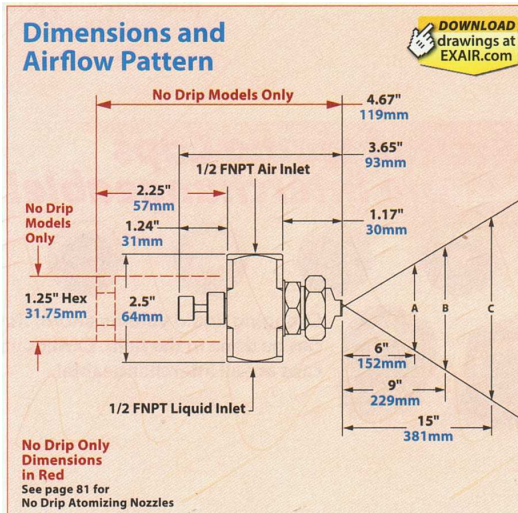 Dimensions and
Airflow Pattern
DOWNLOAD
drawings at
EXAIR.com
No Drip Models Only
4.67"
119mm
3.65"
93mm
1/2 FNPT Air Inlet
2.25"
57mm
1.17"
30mm
No Drip
Models
Only
1.24"
31mm
1.25" Hex
31.75mm
2.5"
64mm
A
B
C
6"
152mm
9"
229mm
15"
381mm
1/2 FNPT Liquid Inlet
No Drip Only
Dimensions
in Red
See page 81 for
No Drip Atomizing Nozzles